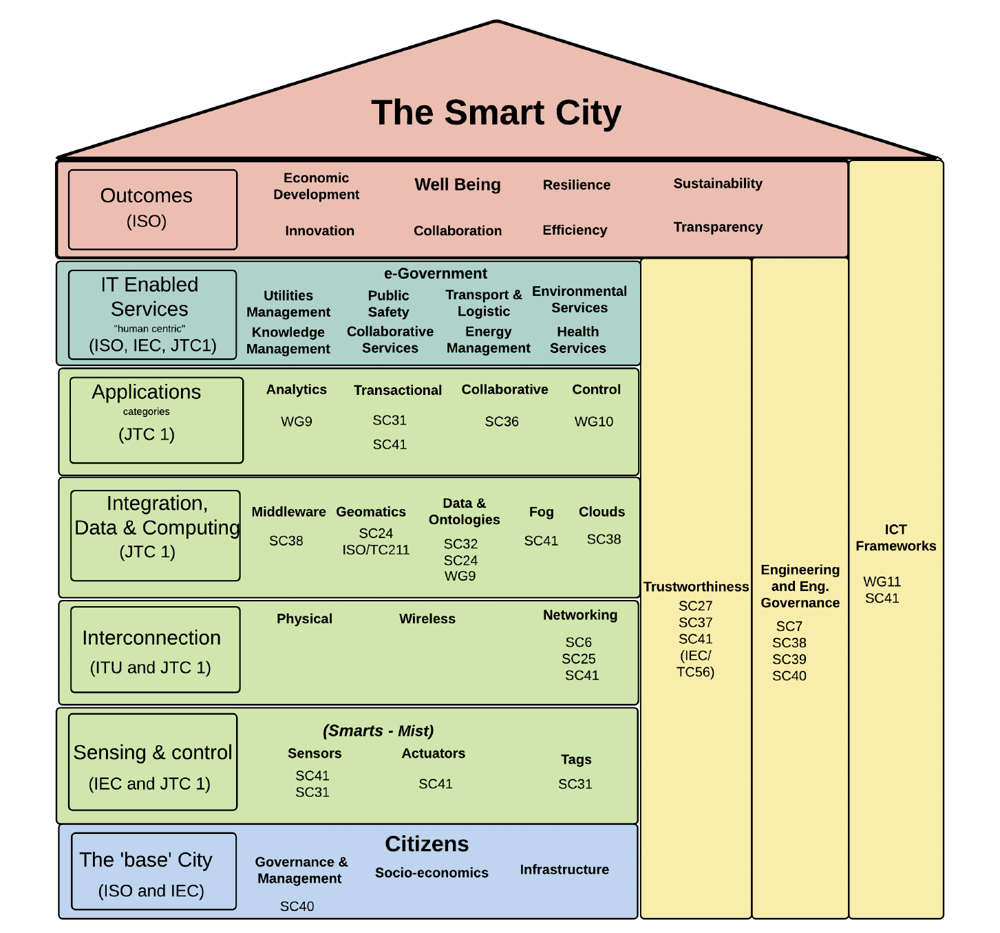 The Smart City
Outcomes
(ISO)
Economic
Development
Well Being
Resilience
Sustainability
Innovation
Collaboration
Efficiency
Transparency
IT Enabled
Services
"human centric"
(ISO, IEC, JTC1)
e-Government
Utilities
Management
Public
Safety
Transport &
Logistic
Environmental
Services
Knowledge
Management
Collaborative
Services
Energy
Management
Health
Services
Applications
categories
(JTC 1)
Analytics
WG9
Transactional
SC31
SC41
Collaborative
SC36
Control
WG10
Integration,
Data & Computing
(JTC 1)
Middleware
SC38
Geomatics
SC24
ISO/TC211
Data &
Ontologies
SC32
SC24
WG9
Fog
SC41
Clouds
SC38
Interconnection
(ITU and JTC 1)
Physical
Wireless
Networking
SC6
SC25
SC41
Sensing & control
(IEC and JTC 1)
(Smarts - Mist)
Sensors
SC41
SC31
Actuators
SC41
Tags
SC31
The 'base' City
(ISO and IEC)
Citizens
Governance &
Management
SC40
Socio-economics
Infrastructure
Trustworthiness
SC27
SC37
SC41
(IEC/
TC56)
Engineering
and Eng.
Governance
SC7
SC38
SC39
SC40
ICT
Frameworks
WG11
SC41